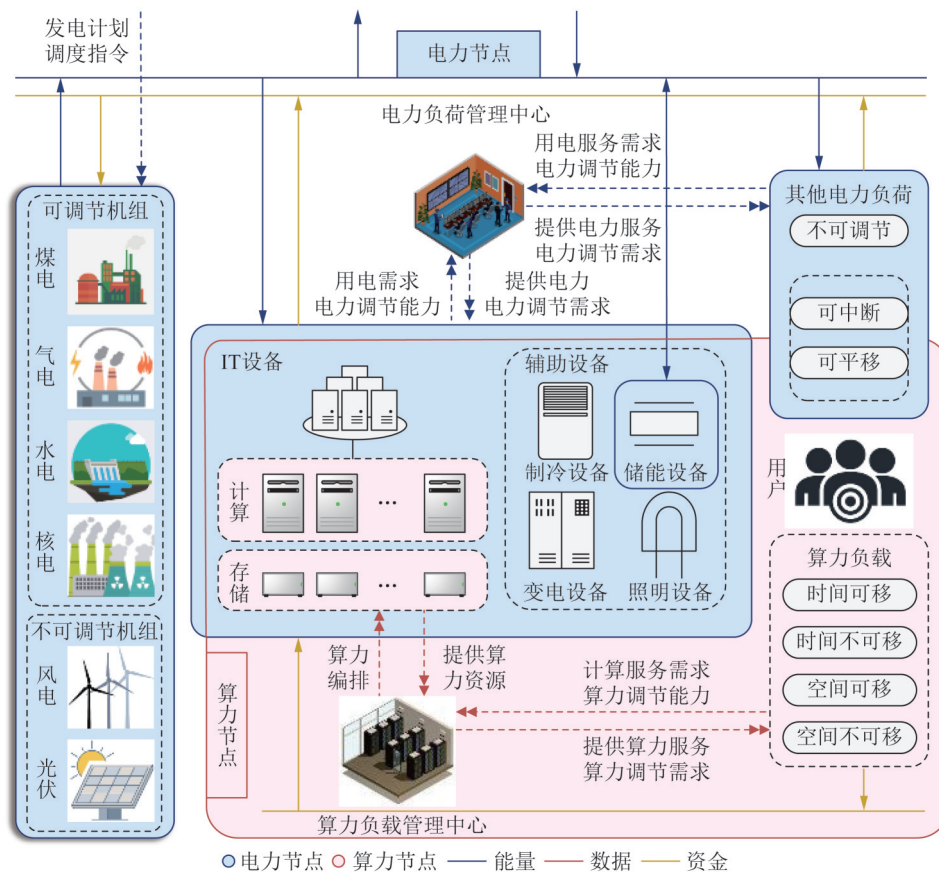 发电计划
调度指令
电力节点
电力负荷管理中心
用电服务需求
电力调节能力
提供电力服务
电力调节需求
用电需求
电力调节能力
提供电力
电力调节需求
可调节机组
煤电
气电
水电
核电
不可调节机组
风电
光伏
其他电力负荷
不可调节
可中断
可平移
IT设备
计算
存储
辅助设备
制冷设备
储能设备
变电设备
照明设备
用户
算力负载
时间可移
时间不可移
空间可移
空间不可移
算力节点
算力
编排
提供算
力资源
计算服务需求
算力调节能力
提供算力服务
算力调节需求
算力负载管理中心
电力节点
算力节点
能量
数据
资金